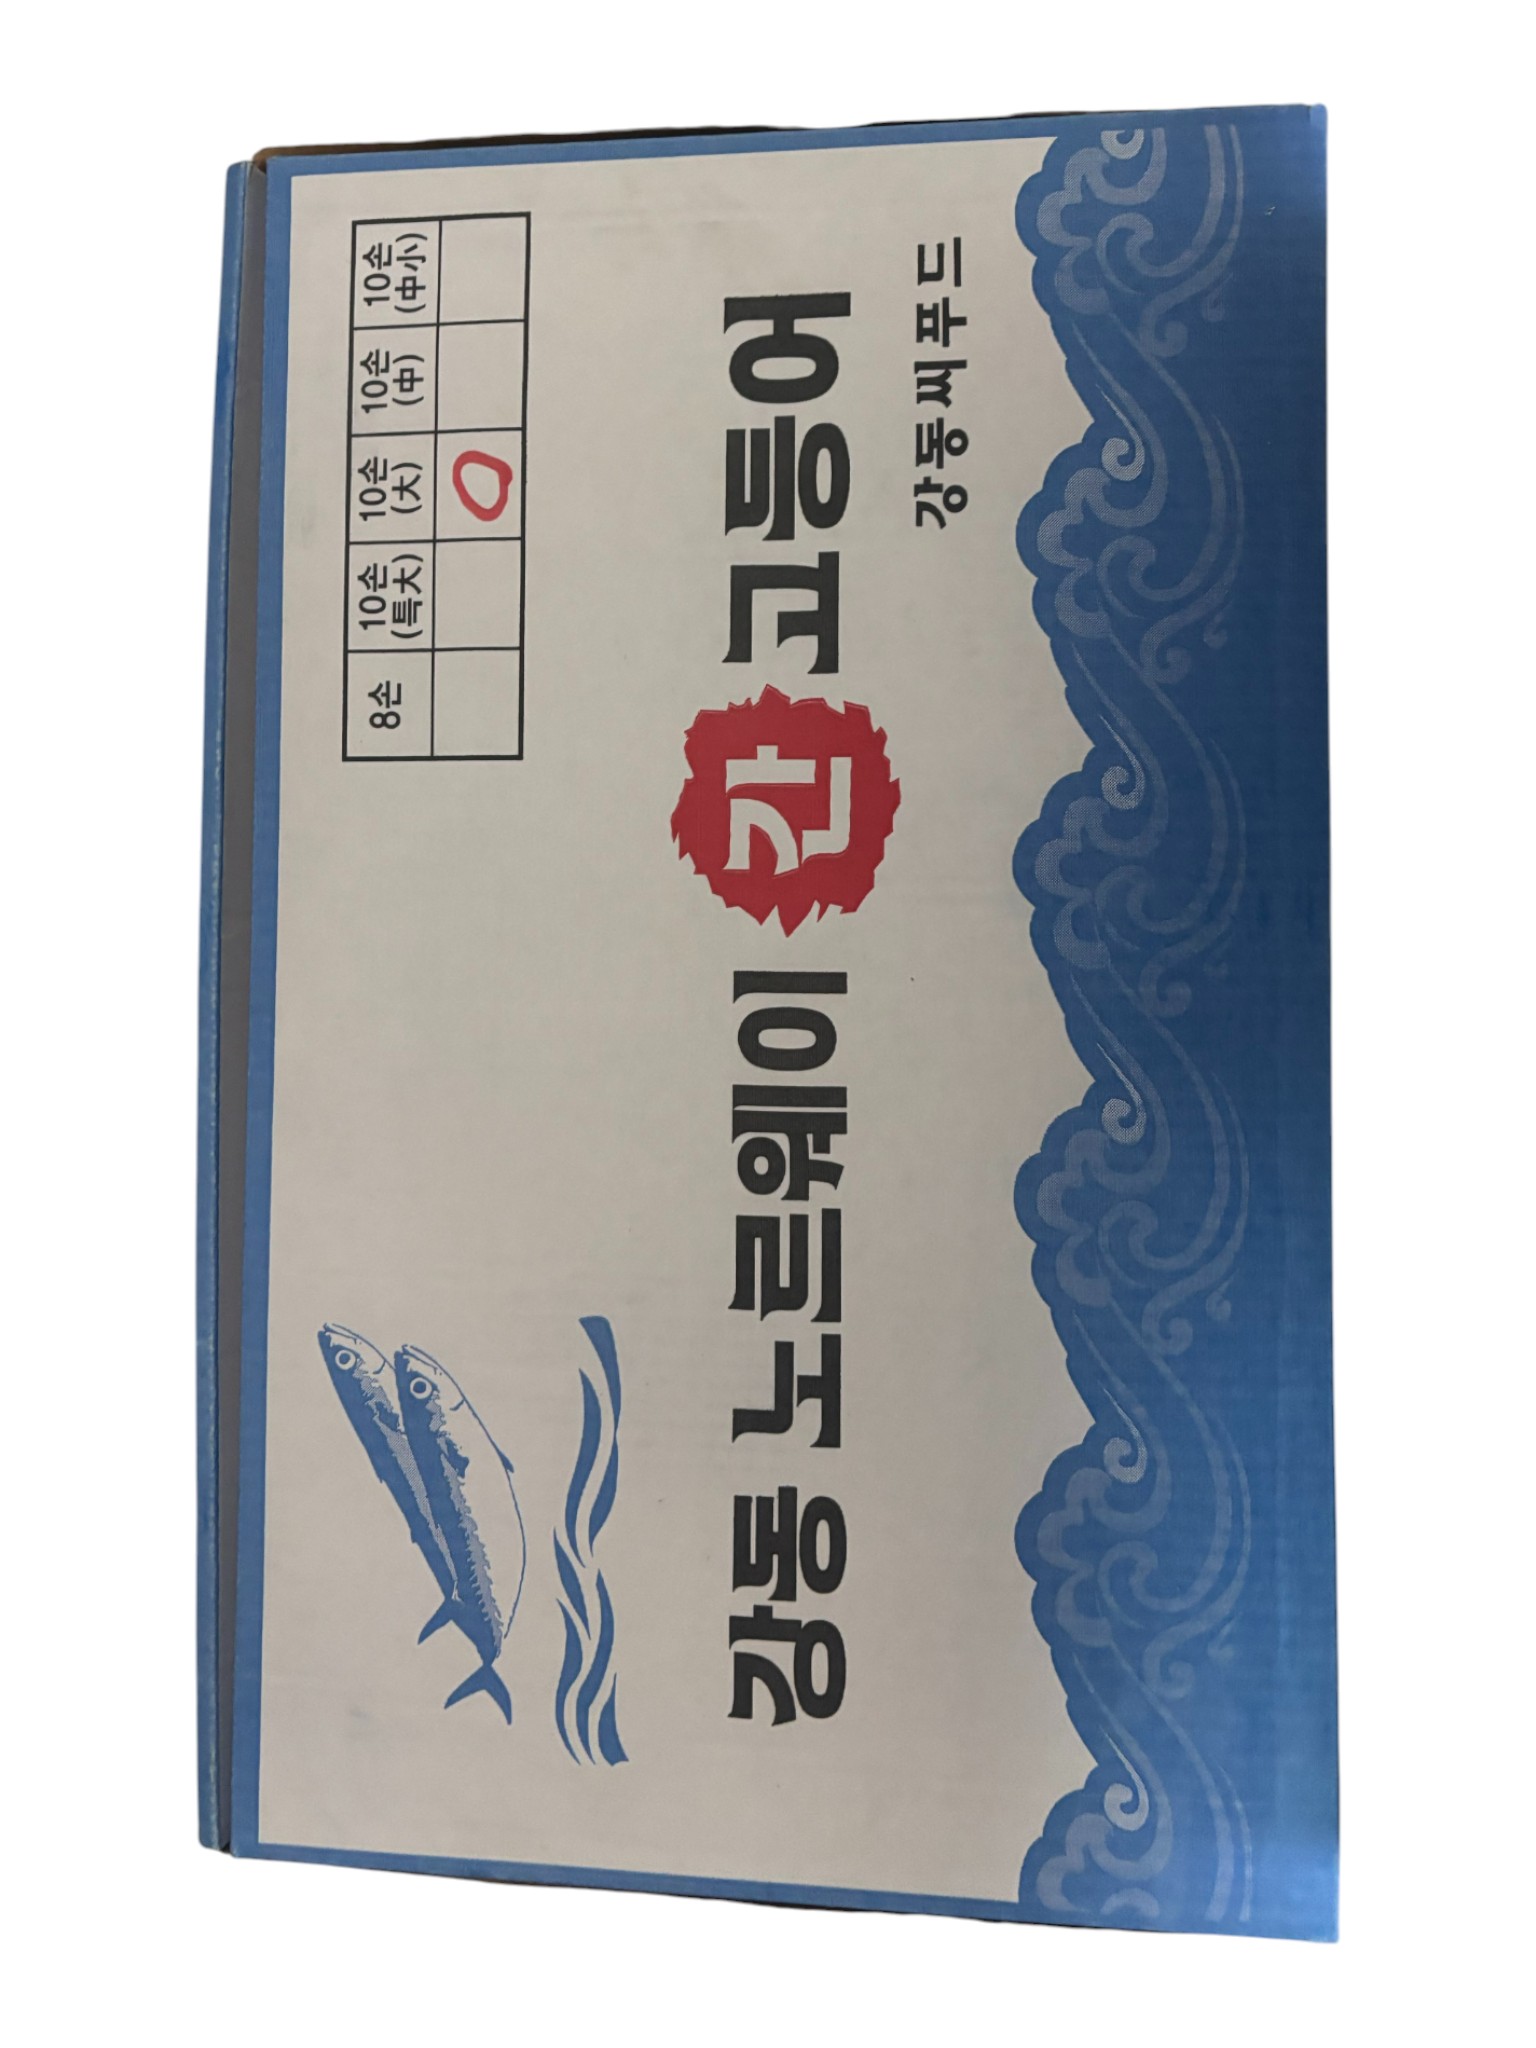 8손 10손 10손 10손 10손
(특大) (大) (中) (中小)
강동 노르웨이 간 고등어
강동씨푸드